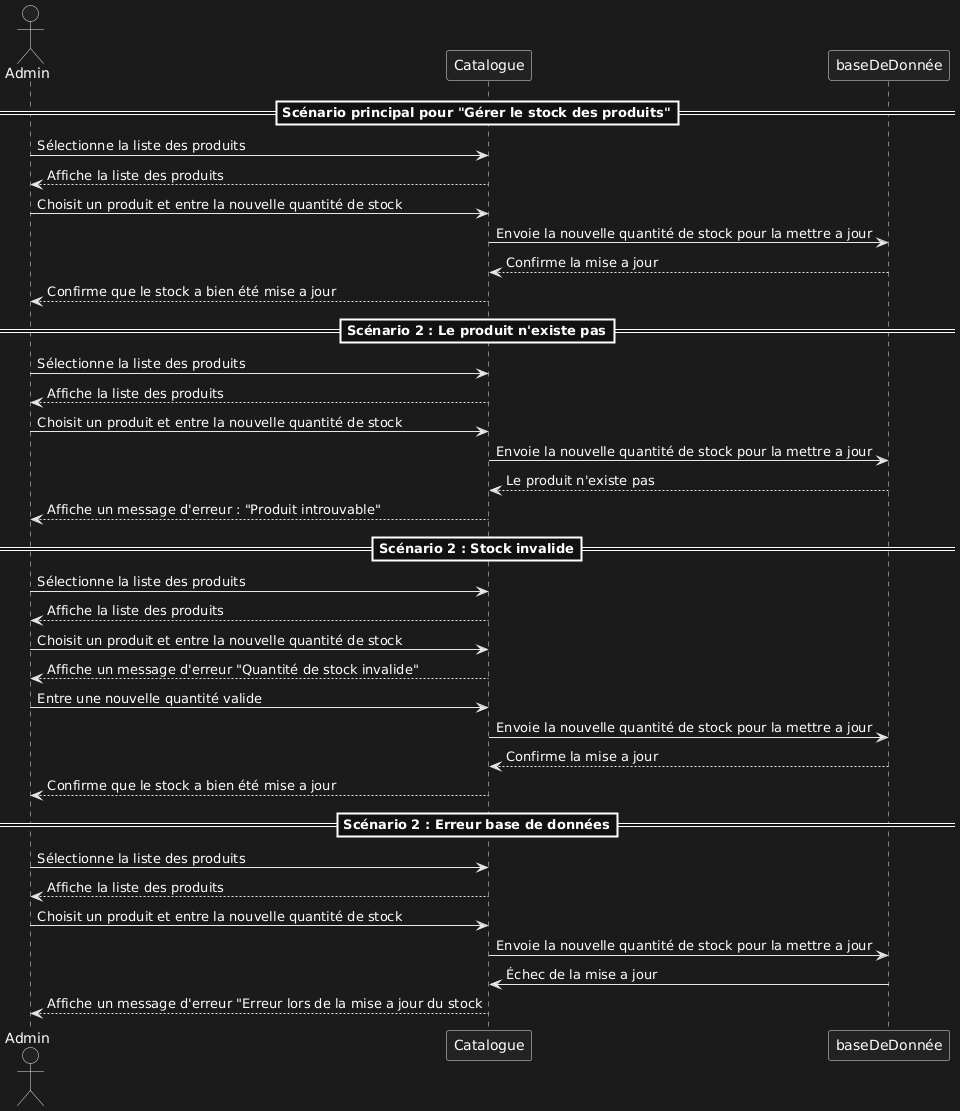 Admin
Catalogue
baseDeDonnée
Scénario principal pour "Gérer le stock des produits"
Sélectionne la liste des produits
Affiche la liste des produits
Choisit un produit et entre la nouvelle quantité de stock
Envoie la nouvelle quantité de stock pour la mettre a jour
Confirme la mise a jour
Confirme que le stock a bien été mise a jour
Scénario 2 : Le produit n'existe pas
Sélectionne la liste des produits
Affiche la liste des produits
Choisit un produit et entre la nouvelle quantité de stock
Envoie la nouvelle quantité de stock pour la mettre a jour
Le produit n'existe pas
Affiche un message d'erreur : "Produit introuvable"
Scénario 2 : Stock invalide
Sélectionne la liste des produits
Affiche la liste des produits
Choisit un produit et entre la nouvelle quantité de stock
Affiche un message d'erreur "Quantité de stock invalide"
Entre une nouvelle quantité valide
Envoie la nouvelle quantité de stock pour la mettre a jour
Confirme la mise a jour
Confirme que le stock a bien été mise a jour
Scénario 2 : Erreur base de données
Sélectionne la liste des produits
Affiche la liste des produits
Choisit un produit et entre la nouvelle quantité de stock
Envoie la nouvelle quantité de stock pour la mettre a jour
Échec de la mise a jour
Affiche un message d'erreur "Erreur lors de la mise a jour du stock
Admin
Catalogue
baseDeDonnée